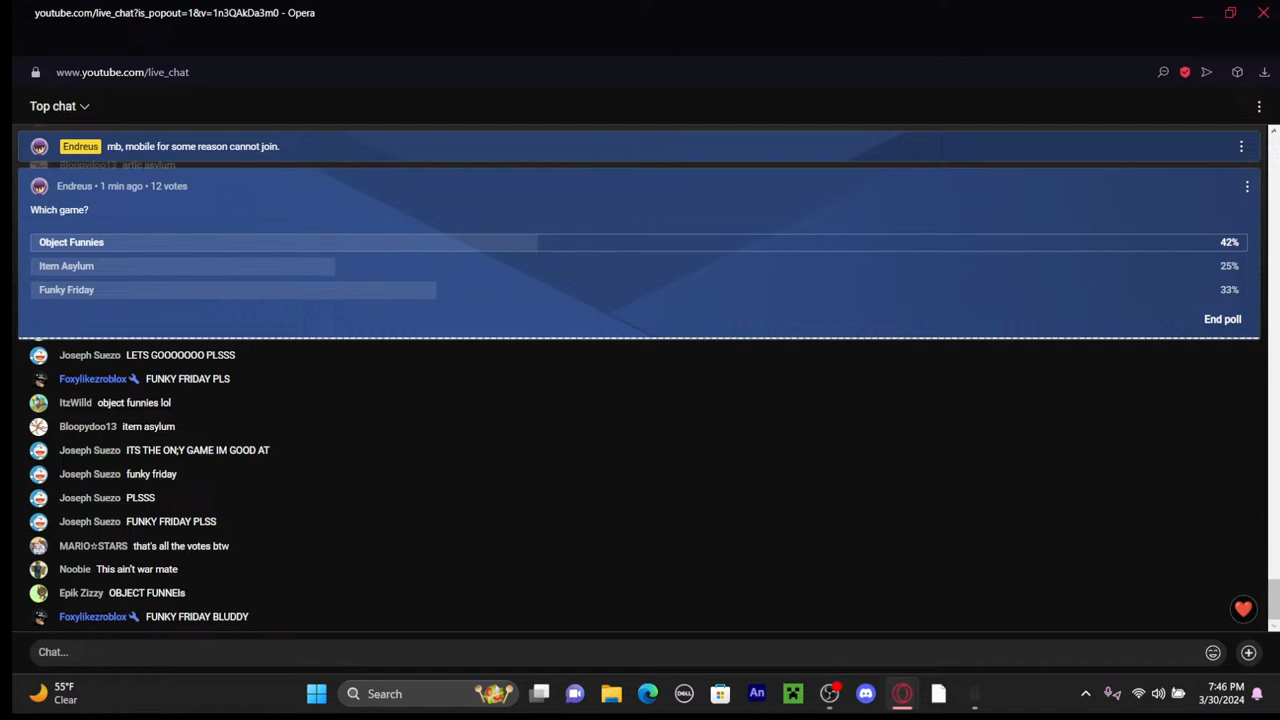 youtube.com/live_chat?is_popout=1&v=1n3QAkDa3m0 - Opera
www.youtube.com/live_chat
Top chat
Endreus mb, mobile for some reason cannot join.
Bloopydoo13 artic asylum
Endreus • 1 min ago • 12 votes
Which game?
Object Funnies 42%
Item Asylum 25%
Funky Friday 33%
End poll
Joseph Suezo LETS GOOOOOOO PLSSS
Foxylikezroblox FUNKY FRIDAY PLS
ItzWilld object funnies lol
Bloopydoo13 item asylum
Joseph Suezo ITS THE ON;Y GAME IM GOOD AT
Joseph Suezo funky friday
Joseph Suezo PLSSS
Joseph Suezo FUNKY FRIDAY PLSS
MARIO☆STARS that's all the votes btw
Noobie This ain't war mate
Epik Zizzy OBJECT FUNNEIs
Foxylikezroblox FUNKY FRIDAY BLUDDY
Chat...
55°F
Clear
Search
DELL
An
7:46 PM
3/30/2024